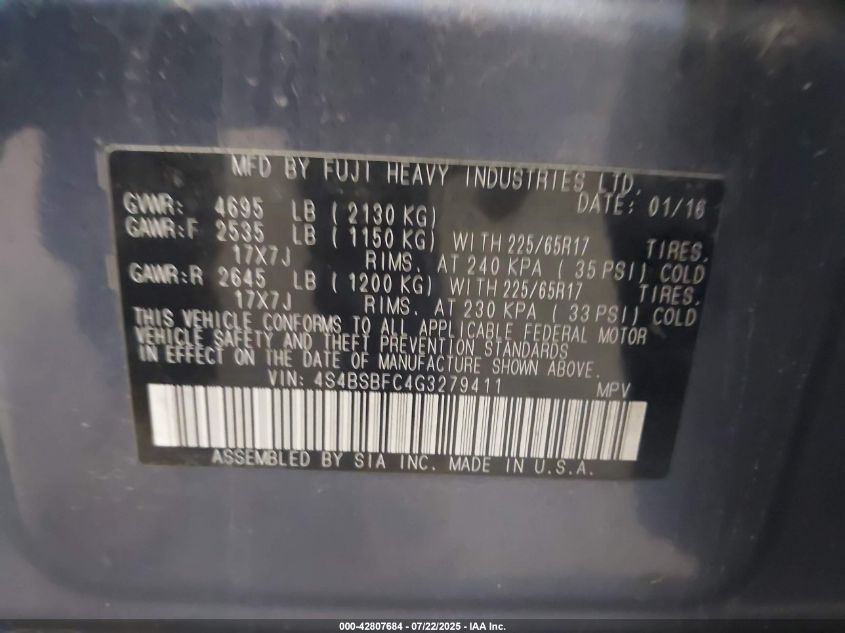 MFD BY FUJI HEAVY INDUSTRIES LTD.
DATE: 01/16
GVWR: 4695 LB ( 2130 KG)
GAWR:F 2535 LB ( 1150 KG) WITH 225/65R17 TIRES,
17X7J RIMS. AT 240 KPA ( 35 PSI) COLD
GAWR:R 2645 LB ( 1200 KG) WITH 225/65R17 TIRES,
17X7J RIMS. AT 230 KPA ( 33 PSI) COLD
THIS VEHICLE CONFORMS TO ALL APPLICABLE FEDERAL MOTOR
VEHICLE SAFETY AND THEFT PREVENTION STANDARDS
IN EFFECT ON THE DATE OF MANUFACTURE SHOWN ABOVE.
VIN: 4S4BSBFC4G3279411 MPV
ASSEMBLED BY SIA INC. MADE IN U.S.A.
000-42807684 - 07/22/2025 - IAA Inc.